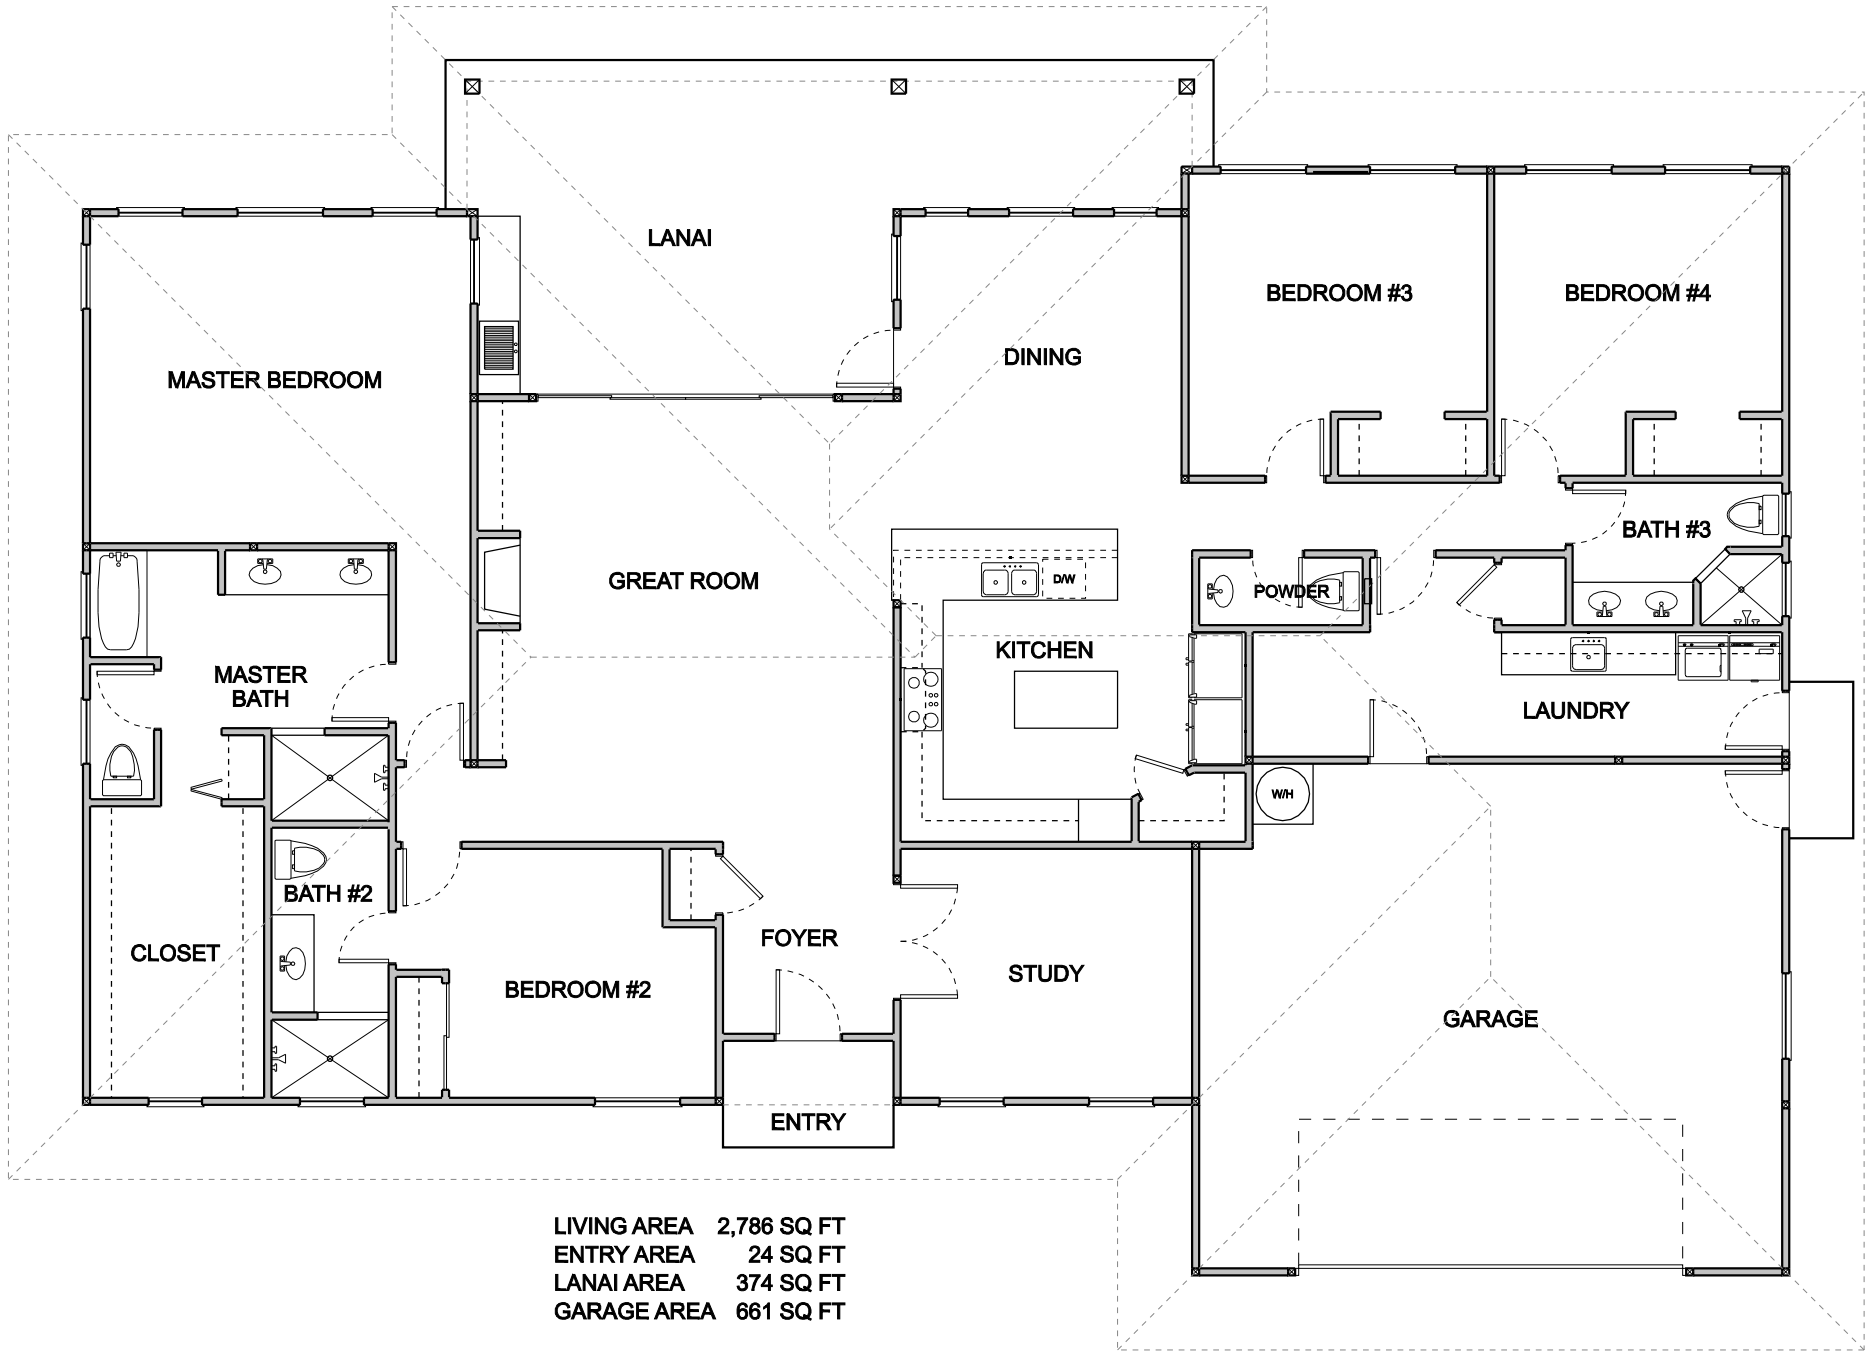 LANAI
BEDROOM #3
BEDROOM #4
DINING
MASTER BEDROOM
BATH #3
GREAT ROOM
D/W
POWDER
KITCHEN
MASTER
BATH
LAUNDRY
W/H
BATH #2
FOYER
CLOSET
STUDY
BEDROOM #2
GARAGE
ENTRY
LIVING AREA 2,786 SQ FT
ENTRY AREA 24 SQ FT
LANAI AREA 374 SQ FT
GARAGE AREA 661 SQ FT